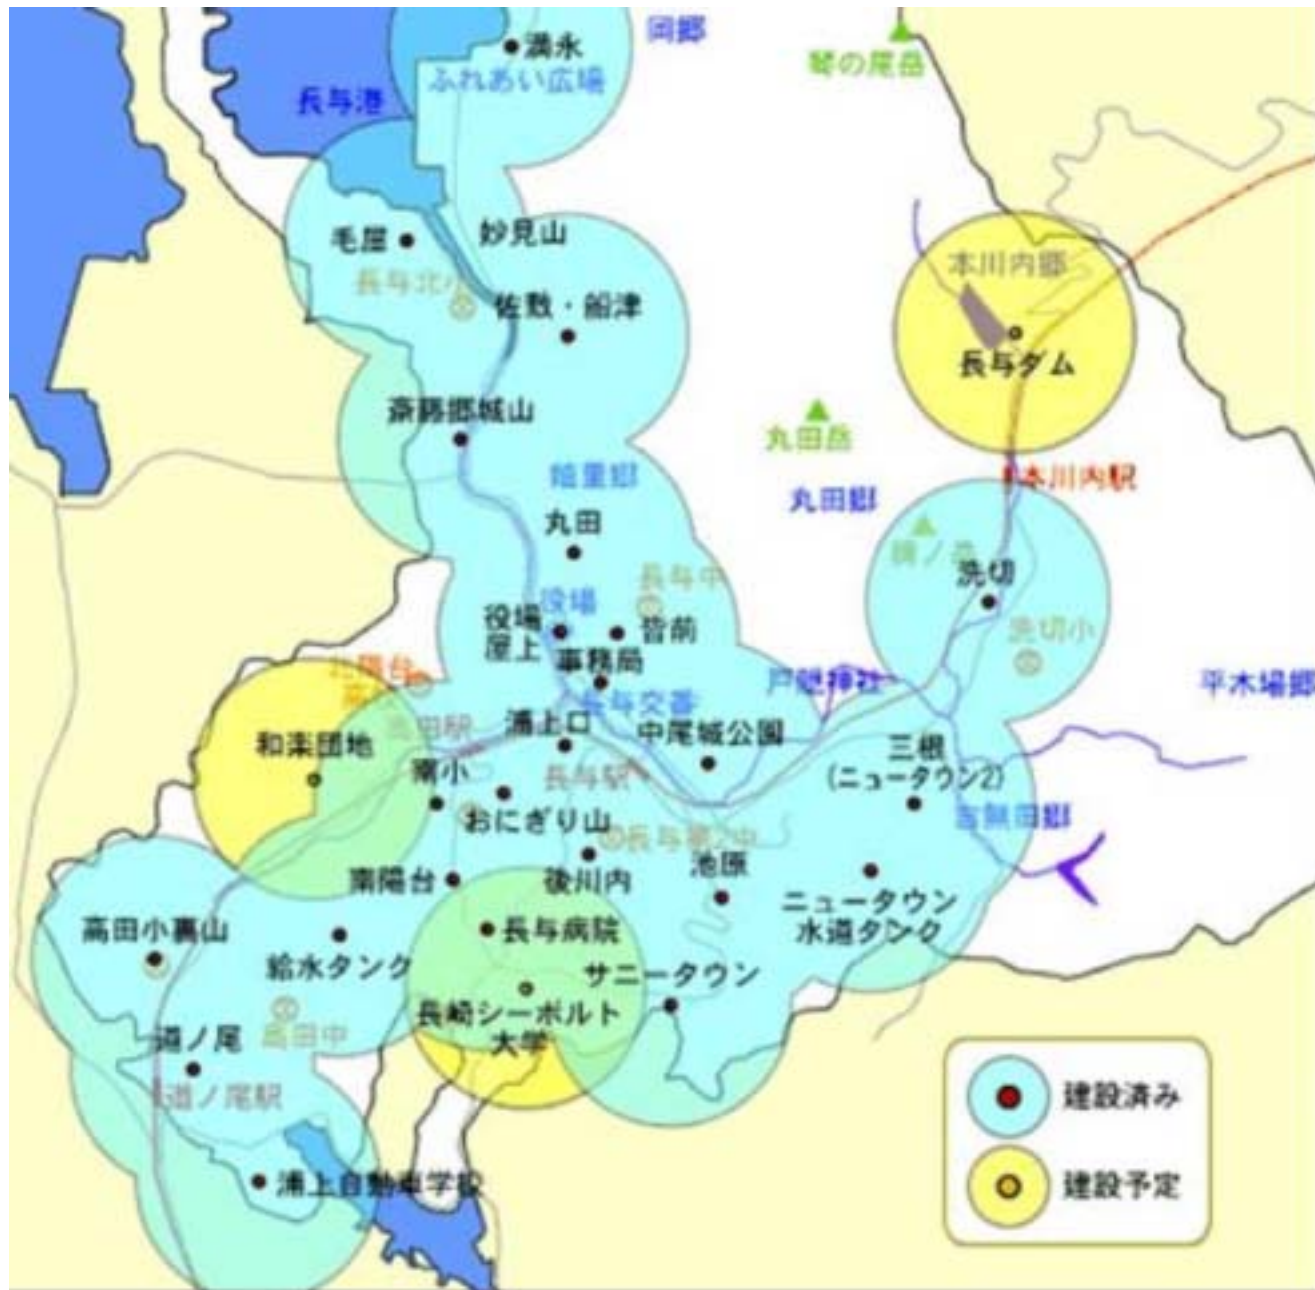 満永
ふれあい広場
岡郷
琴の尾岳
長与港
毛屋
妙見山
長与北小
佐敷・船津
本川内郷
長与ダム
斎藤郷城山
丸田岳
嬉里郷
丸田郷
本川内駅
丸田
長与中
洗切
役場
役場
屋上
皆前
洗切小
事務局
戸隠神社
平木場郷
北陽台
長与交番
浦上口
高田駅
和楽団地
中尾城公園
三根
(ニュータウン2)
南小
長与駅
おにぎり山
吉無田郷
長与第2中
南陽台
後川内
池原
ニュータウン
水道タンク
高田小裏山
長与病院
給水タンク
サニータウン
長崎シーボルト
大学
道ノ尾
高田中
道ノ尾駅
浦上自動車学校
建設済み
建設予定